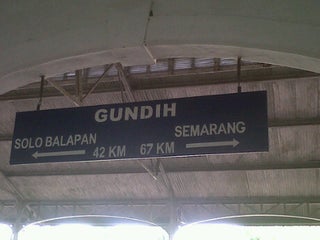 GUNDIH
SOLO BALAPAN SEMARANG
42 KM 67 KM